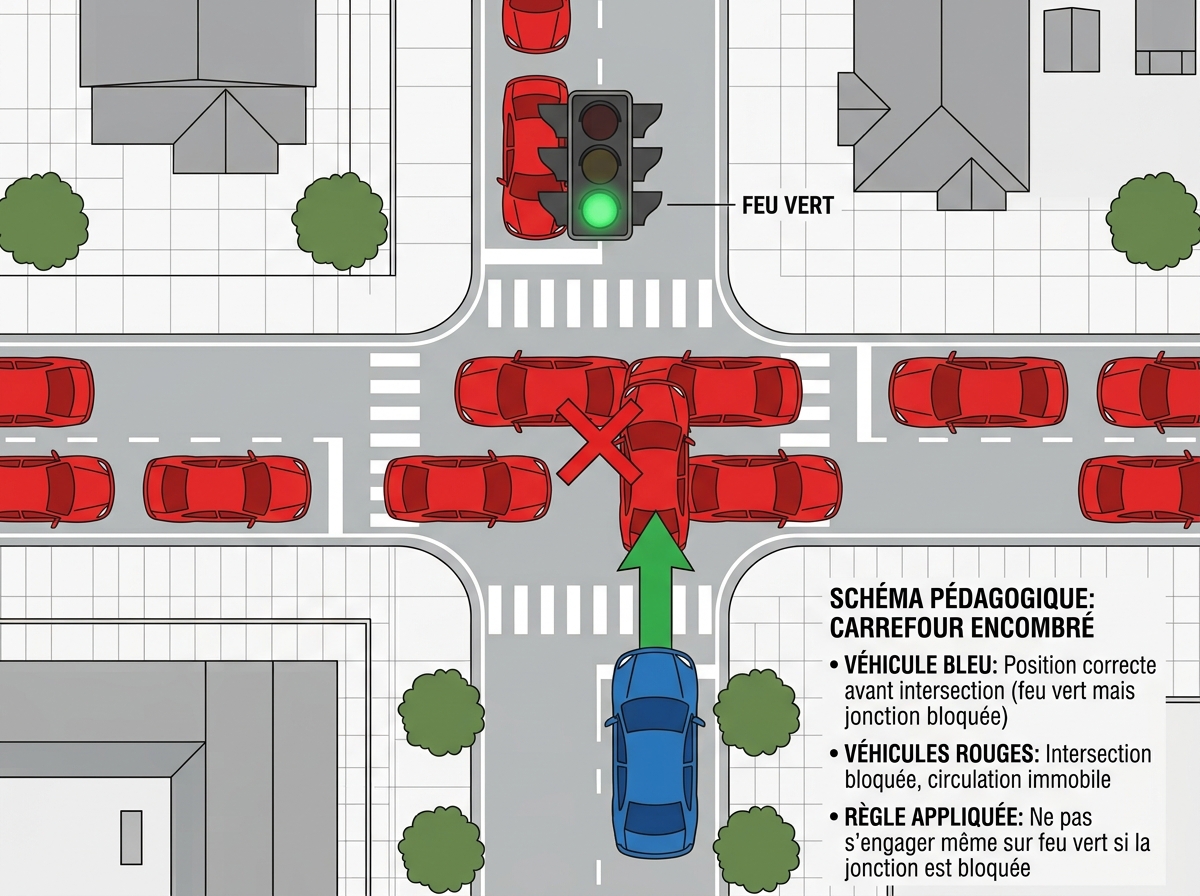 FEU VERT
SCHÉMA PÉDAGOGIQUE:
CARREFOUR ENCOMBRÉ
• VÉHICULE BLEU: Position correcte
avant intersection (feu vert mais
jonction bloquée)
• VÉHICULES ROUGES: Intersection
bloquée, circulation immobile
• RÈGLE APPLIQUÉE: Ne pas
s'engager même sur feu vert si la
jonction est bloquée